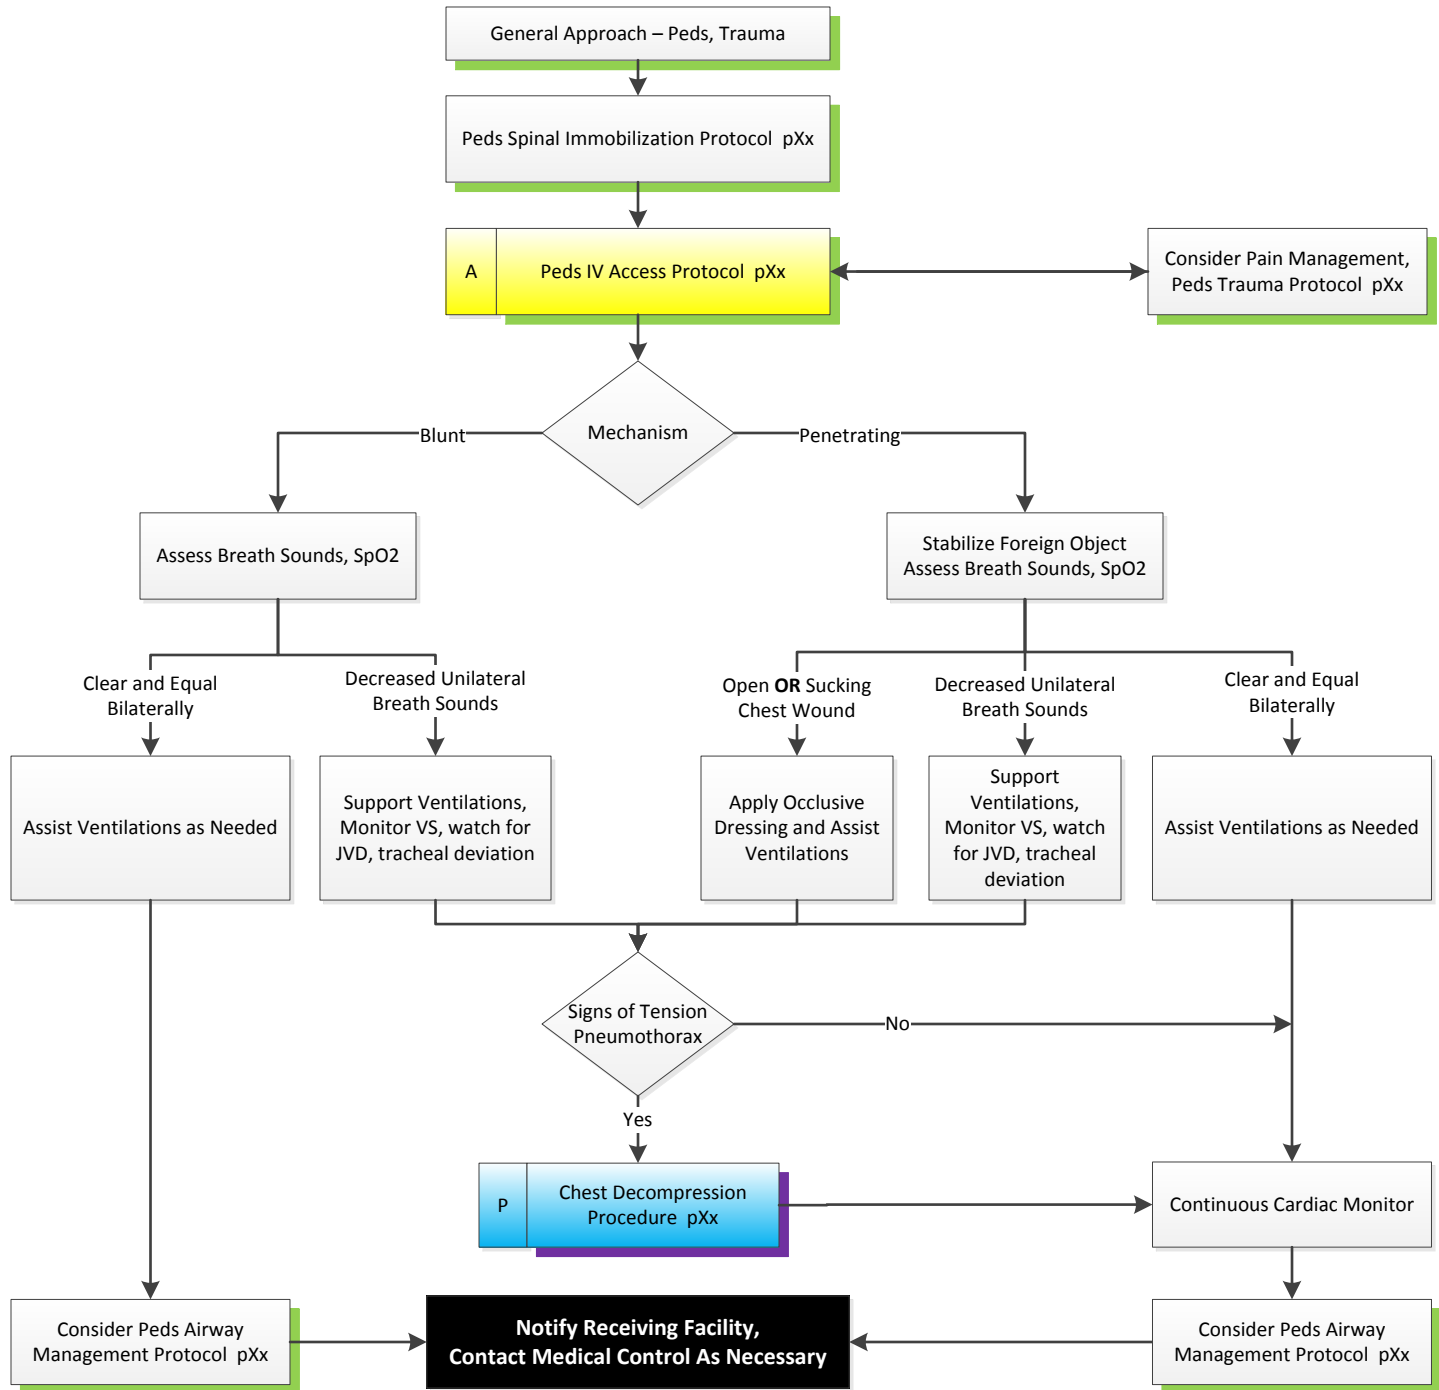 General Approach – Peds, Trauma
Peds Spinal Immobilization Protocol  pXx
A
Peds IV Access Protocol  pXx
Consider Pain Management,
Peds Trauma Protocol  pXx
Mechanism
Blunt
Penetrating
Assess Breath Sounds, SpO2
Stabilize Foreign Object
Assess Breath Sounds, SpO2
Clear and Equal
Bilaterally
Decreased Unilateral
Breath Sounds
Open OR Sucking
Chest Wound
Decreased Unilateral
Breath Sounds
Clear and Equal
Bilaterally
Assist Ventilations as Needed
Support Ventilations,
Monitor VS, watch for
JVD, tracheal deviation
Apply Occlusive
Dressing and Assist
Ventilations
Support
Ventilations,
Monitor VS, watch
for JVD, tracheal
deviation
Assist Ventilations as Needed
Signs of Tension
Pneumothorax
No
Yes
P
Chest Decompression
Procedure  pXx
Continuous Cardiac Monitor
Consider Peds Airway
Management Protocol  pXx
Notify Receiving Facility,
Contact Medical Control As Necessary
Consider Peds Airway
Management Protocol  pXx